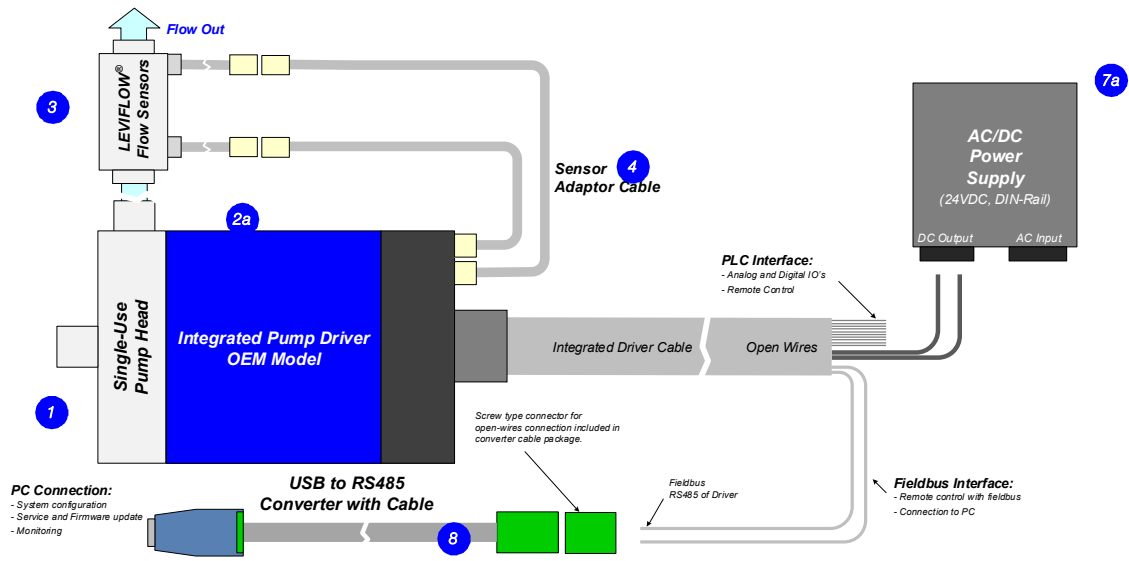 Flow Out
LEVIFLOW®
Flow Sensors
3
7a
AC/DC
Power
Supply
(24VDC, DIN-Rail)
DC Output
AC Input
Sensor
4
Adaptor Cable
2a
PLC Interface:
- Analog and Digital IO's
- Remote Control
Single-Use
Pump Head
Integrated Pump Driver
OEM Model
Integrated Driver Cable
Open Wires
1
Screw type connector for
open-wires connection included in
converter cable package.
USB to RS485
Converter with Cable
Fieldbus
RS485 of Driver
Fieldbus Interface:
- Remote control with fieldbus
- Connection to PC
PC Connection:
- System configuration
- Service and Firmware update
- Monitoring
8